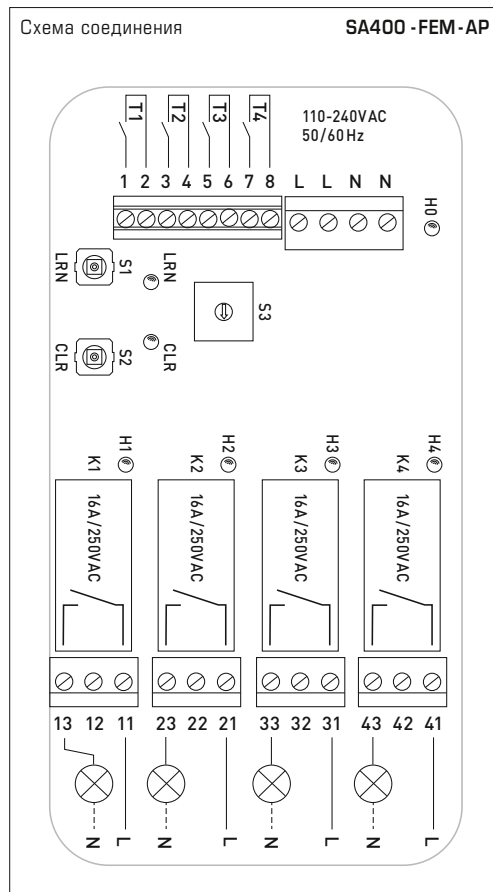 Схема соединения SA400-FEM-AP
T1 T2 T3 T4
110-240VAC
50/60Hz
1 2 3 4 5 6 7 8 L L N N
H0
LRN S1 LRN
S3
CLR S2 CLR
H1 H2 H3 H4
K1 K2 K3 K4
16A/250VAC 16A/250VAC 16A/250VAC 16A/250VAC
13 12 11 23 22 21 33 32 31 43 42 41
N L N L N L N L